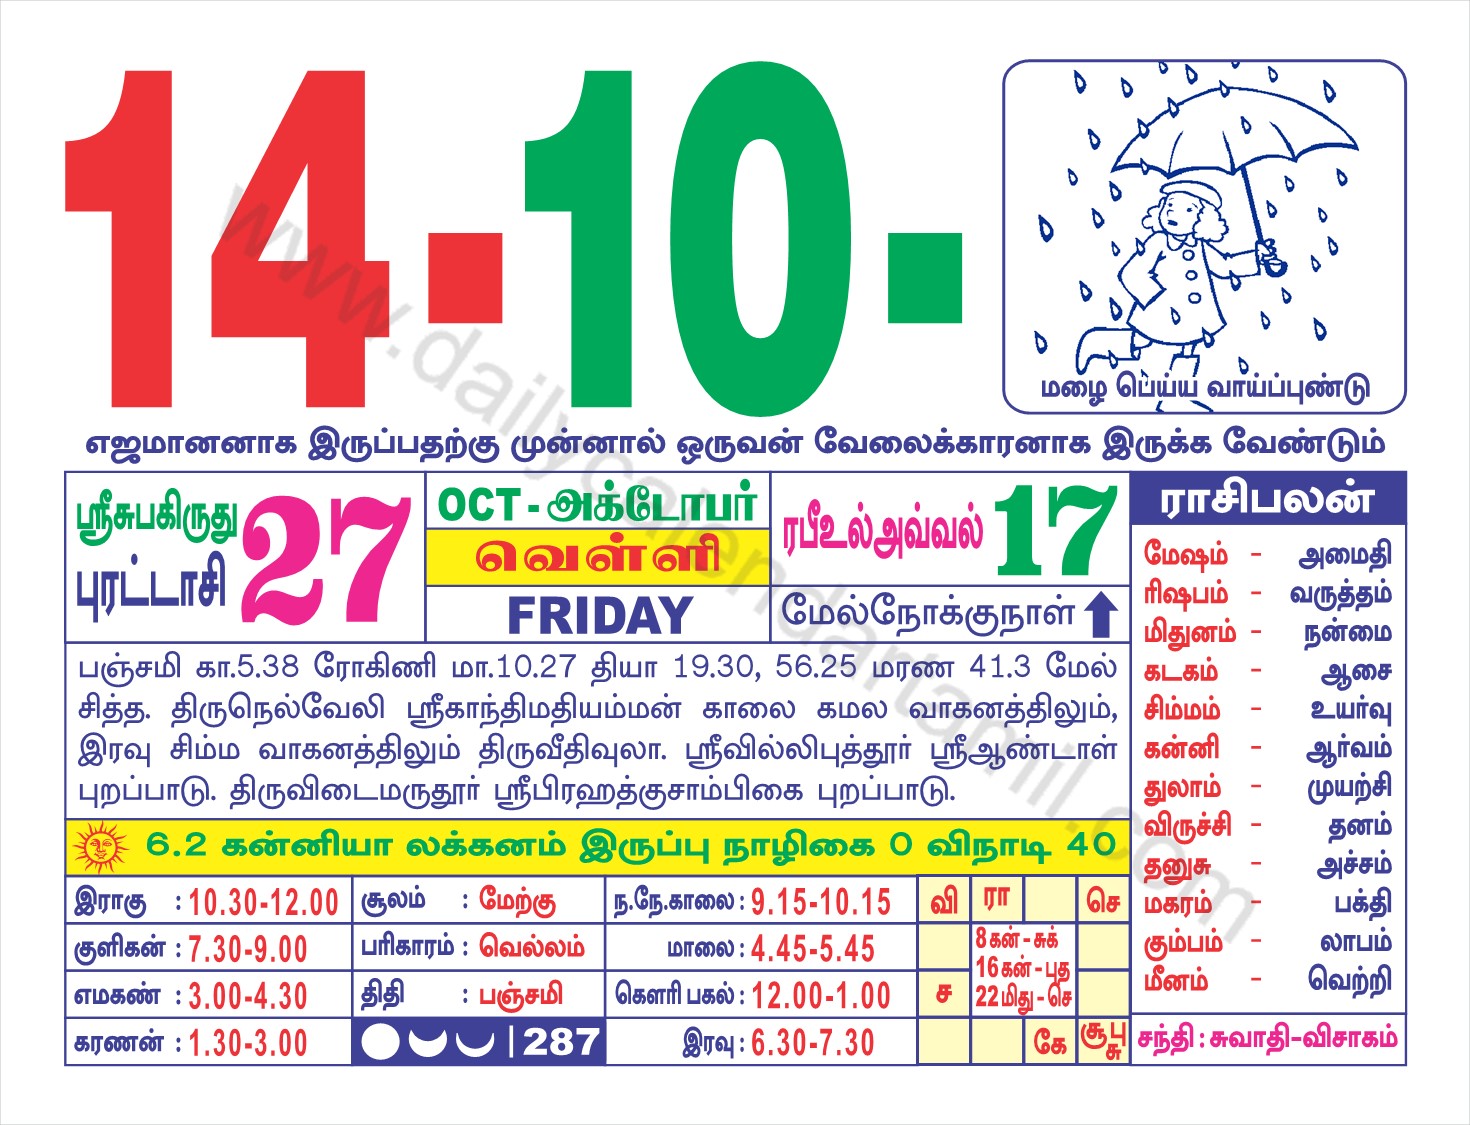 14-10-
மழை பெய்ய வாய்ப்புண்டு
எஜமானனாக இருப்பதற்கு முன்னால் ஒருவன் வேலைக்காரனாக இருக்க வேண்டும்
ஸ்ரீசுபகிருது
புரட்டாசி
27
OCT - அக்டோபர்
வெள்ளி
FRIDAY
ரபீஉல்அவ்வல் 17
மேல்நோக்குநாள்
பஞ்சமி கா.5.38 ரோகிணி மா.10.27 தியா 19.30, 56.25 மரண 41.3 மேல்
சித்த. திருநெல்வேலி ஸ்ரீகாந்திமதியம்மன் காலை கமல வாகனத்திலும்,
இரவு சிம்ம வாகனத்திலும் திருவீதிவுலா. ஸ்ரீவில்லிபுத்தூர் ஸ்ரீஆண்டாள்
புறப்பாடு. திருவிடைமருதூர் ஸ்ரீபிரஹத்குசாம்பிகை புறப்பாடு.
6.2 கன்னியா லக்கனம் இருப்பு நாழிகை 0 விநாடி 40
இராகு : 10.30-12.00
குளிகன் : 7.30-9.00
எமகண் : 3.00-4.30
கரணன் : 1.30-3.00
சூலம் : மேற்கு
பரிகாரம் : வெல்லம்
திதி : பஞ்சமி
| 287
ந.நே.காலை : 9.15-10.15
மாலை : 4.45-5.45
கௌரி பகல் : 12.00-1.00
இரவு : 6.30-7.30
வி ரா செ
8 கன் - சுக்
16 கன் - புத
ச 22 மிது - செ
கே சூ பு சு
ராசிபலன்
மேஷம் - அமைதி
ரிஷபம் - வருத்தம்
மிதுனம் - நன்மை
கடகம் - ஆசை
சிம்மம் - உயர்வு
கன்னி - ஆர்வம்
துலாம் - முயற்சி
விருச்சி - தனம்
தனுசு - அச்சம்
மகரம் - பக்தி
கும்பம் - லாபம்
மீனம் - வெற்றி
சந்தி : சுவாதி-விசாகம்
www.dailycalendartamil.com